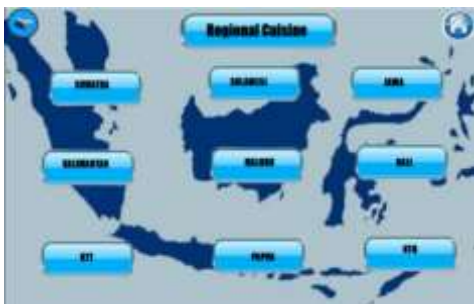 Regional Cuisine
SUMATRA
SULAWESI
JAWA
KALIMANTAN
MALUKU
BALI
NTT
PAPUA
NTB